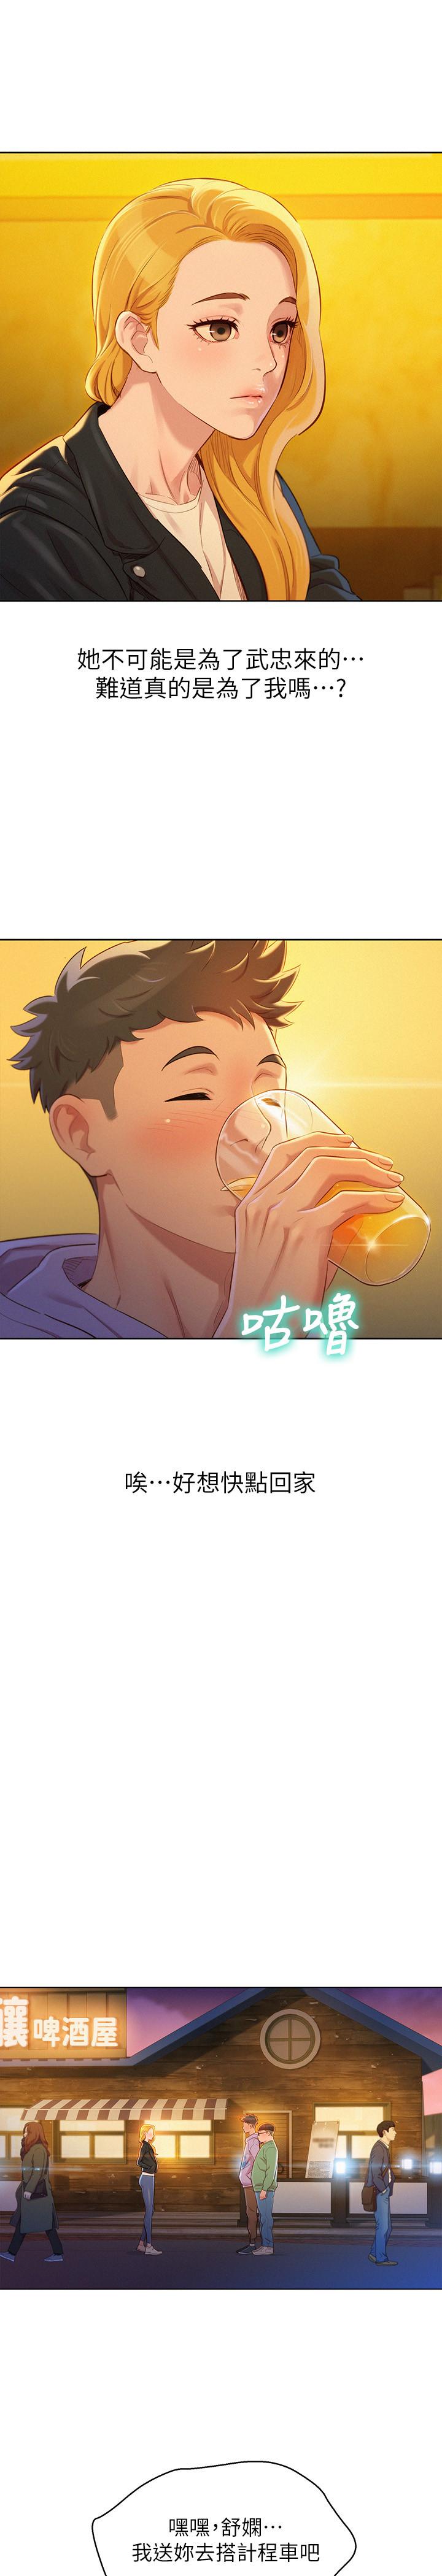 她不可能是為了武忠來的⋯
難道真的是為了我嗎⋯?
咕嚕
唉⋯好想快點回家
釀啤酒屋
嘿嘿，舒嫻⋯
我送妳去搭計程車吧